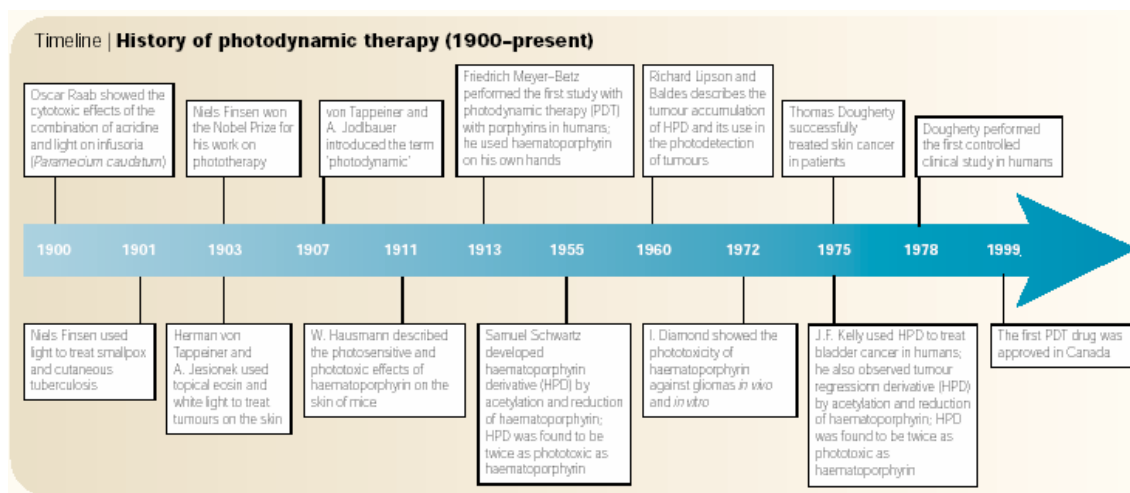 Timeline | History of photodynamic therapy (1900–present)
Oscar Raab showed the
cytotoxic effects of the
combination of acridine
and light on infusoria
(Paramecium caudatum)
Niels Finsen won
the Nobel Prize for
his work on
phototherapy
von Tappeiner and
A. Jodlbauer
introduced the term
'photodynamic'
Friedrich Meyer–Betz
performed the first study with
photodynamic therapy (PDT)
with porphyrins in humans;
he used haematoporphyrin
on his own hands
Richard Lipson and
Baldes describes the
tumour accumulation
of HPD and its use in
the photodetection
of tumours
Thomas Dougherty
successfully
treated skin cancer
in patients
Dougherty performed
the first controlled
clinical study in humans
1900 1901 1903 1907 1911 1913 1955 1960 1972 1975 1978 1999
Niels Finsen used
light to treat smallpox
and cutaneous
tuberculosis
Herman von
Tappeiner and
A. Jesionek used
topical eosin and
white light to treat
tumours on the skin
W. Hausmann described
the photosensitive and
phototoxic effects of
haematoporphyrin on the
skin of mice
Samuel Schwartz
developed
haematoporphyrin
derivative (HPD) by
acetylation and reduction
of haematoporphyrin;
HPD was found to be
twice as phototoxic as
haematoporphyrin
I. Diamond showed the
phototoxicity of
haematoporphyrin
against gliomas in vivo
and in vitro
J.F. Kelly used HPD to treat
bladder cancer in humans;
he also observed tumour
regressionn derivative (HPD)
by acetylation and reduction
of haematoporphyrin; HPD
was found to be twice as
phototoxic as
haematoporphyrin
The first PDT drug was
approved in Canada